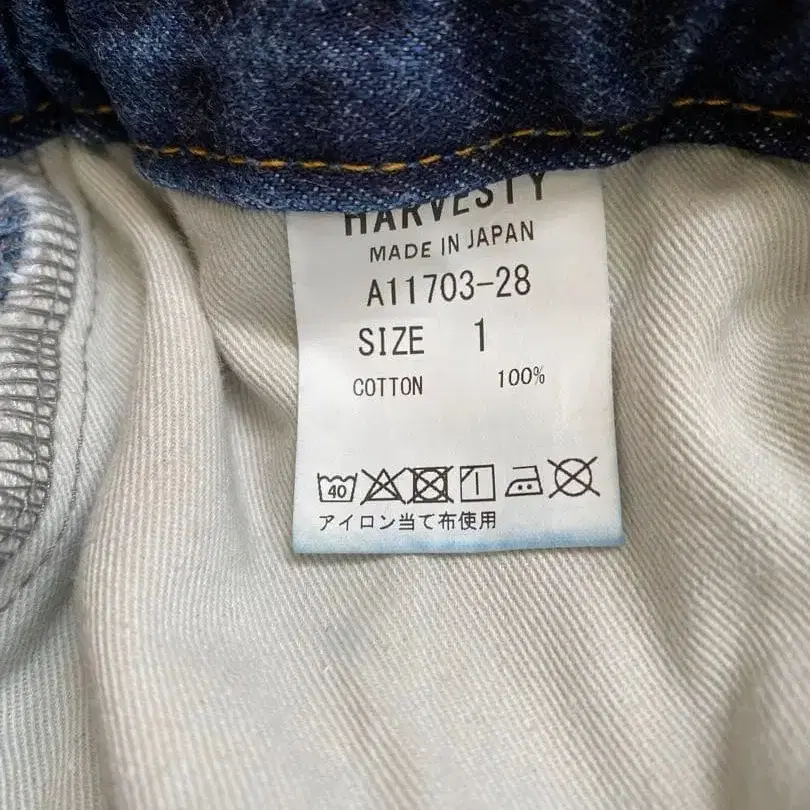 HARVESTY
MADE IN JAPAN
A11703-28
SIZE 1
COTTON 100%
40
アイロン当て布使用